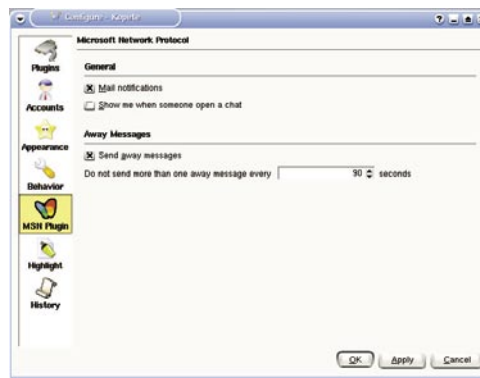 Configure - Kopete
Microsoft Network Protocol
Plugins
Accounts
Appearance
Behavior
MSN Plugin
Highlight
History
General
Mail notifications
Show me when someone open a chat
Away Messages
Send away messages
Do not send more than one away message every 90 seconds
OK
Apply
Cancel